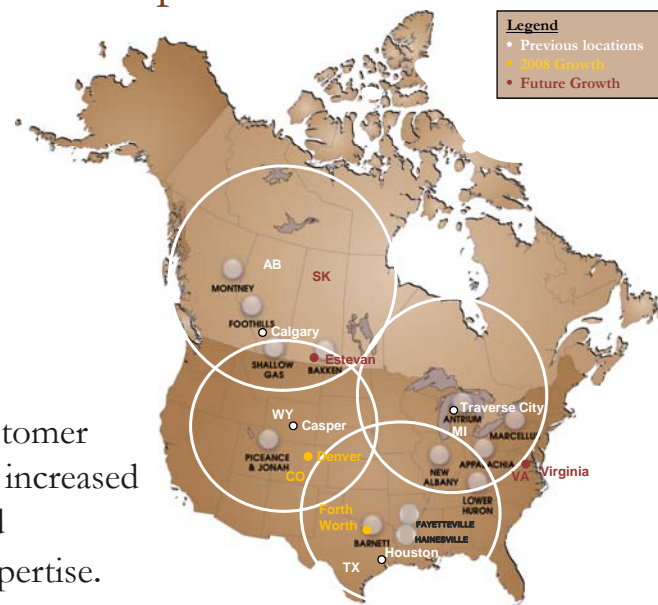 Legend
• Previous locations
• 2008 Growth
• Future Growth
AB
SK
MONTNEY
FOOTHILLS
Calgary
SHALLOW
GAS
BAKKEN
Estevan
WY
Casper
PICEANCE
& JONAH
Denver
CO
Traverse City
ANTRIUM
MI
MARCELLUS
APPALACHIA
NEW
ALBANY
VA
Virginia
LOWER
HURON
Forth
Worth
BARNETT
FAYETTEVILLE
HAINESVILLE
Houston
TX
increased
pertise.